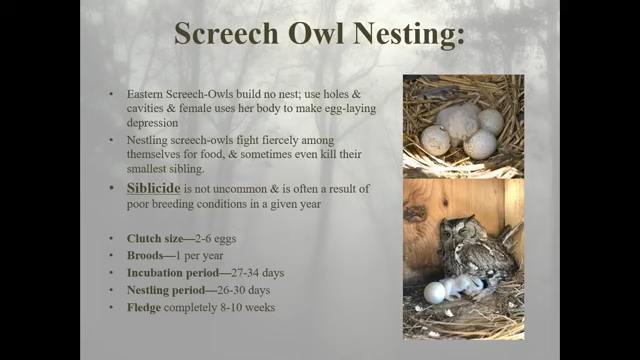 Screech Owl Nesting:
• Eastern Screech-Owls build no nest; use holes &
cavities & female uses her body to make egg-laying
depression
• Nestling screech-owls fight fiercely among
themselves for food, & sometimes even kill their
smallest sibling.
• Siblicide is not uncommon & is often a result of
poor breeding conditions in a given year
• Clutch size—2-6 eggs
• Broods—1 per year
• Incubation period—27-34 days
• Nestling period—26-30 days
• Fledge completely 8-10 weeks